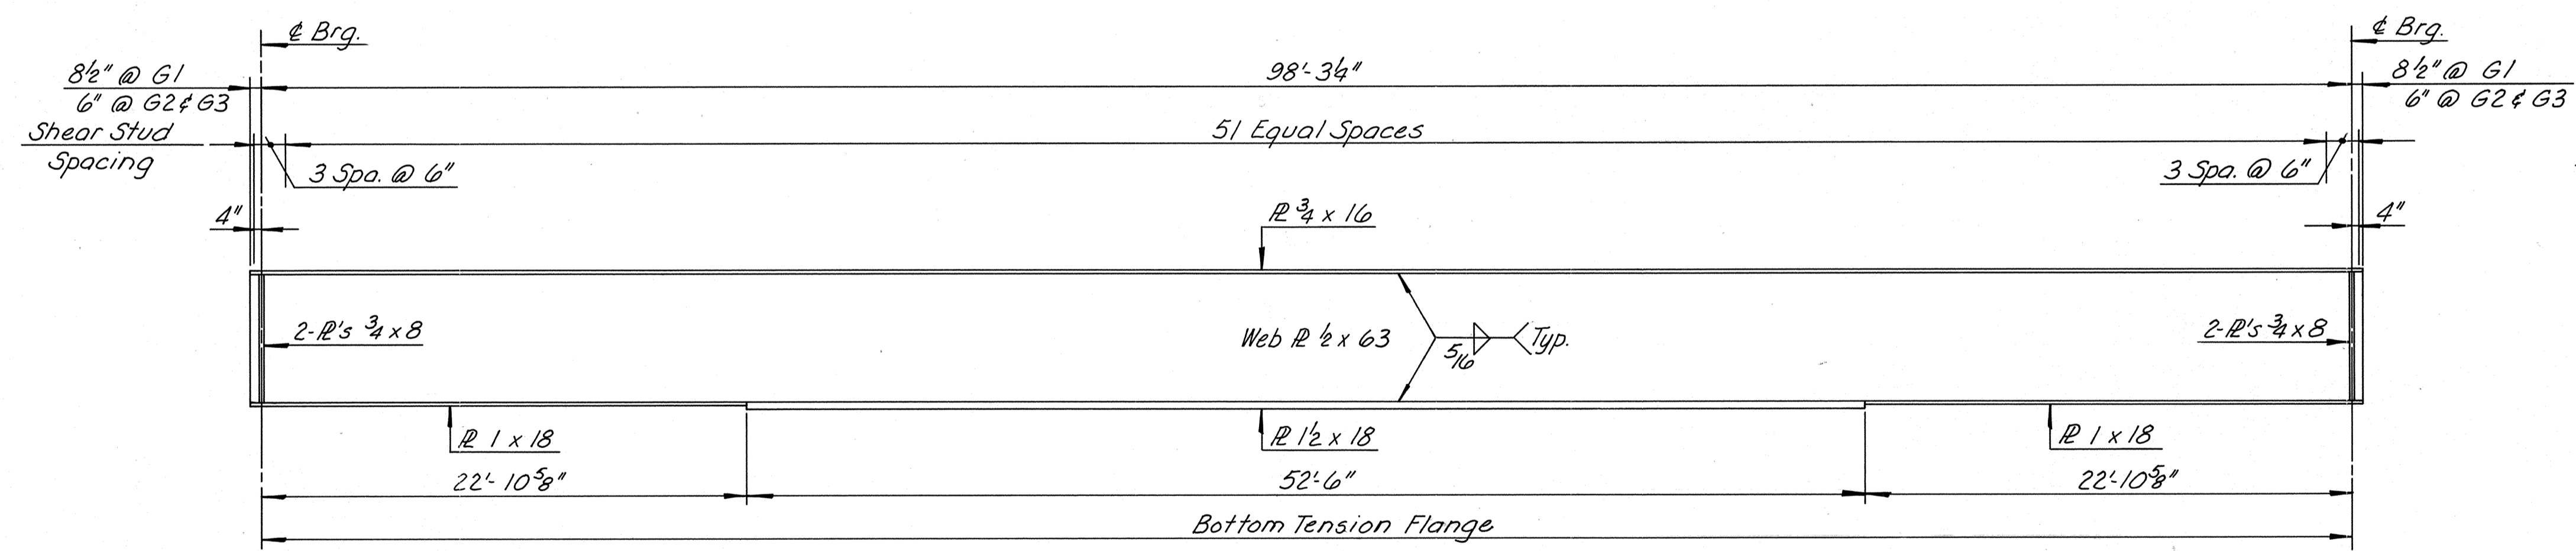 ℄ Brg.
℄ Brg.
8½" @ G1
6" @ G2 & G3
98'-3¼"
8½" @ G1
6" @ G2 & G3
Shear Stud
Spacing
51 Equal Spaces
3 Spa. @ 6"
3 Spa. @ 6"
4"
℄ ¾ x 16
4"
2-℄'s ¾ x 8
Web ℄ ½ x 63
5/16
Typ.
2-℄'s ¾ x 8
℄ 1 x 18
℄ 1½ x 18
℄ 1 x 18
22'-10⅝"
52'-6"
22'-10⅝"
Bottom Tension Flange